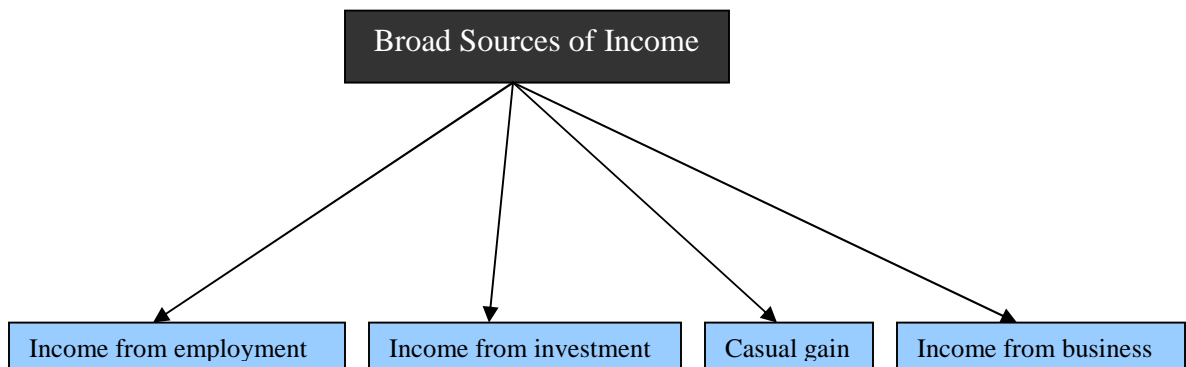 Broad Sources of Income
Income from employment
Income from investment
Casual gain
Income from business